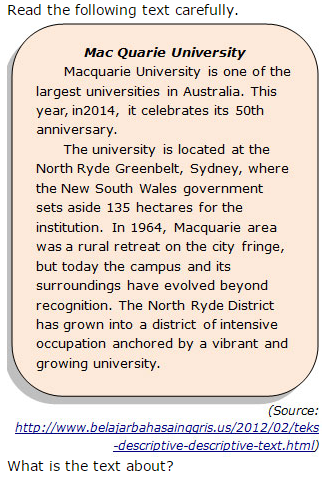 Read the following text carefully.
Mac Quarie University
Macquarie University is one of the
largest universities in Australia. This
year, in2014, it celebrates its 50th
anniversary.
The university is located at the
North Ryde Greenbelt, Sydney, where
the New South Wales government
sets aside 135 hectares for the
institution. In 1964, Macquarie area
was a rural retreat on the city fringe,
but today the campus and its
surroundings have evolved beyond
recognition. The North Ryde District
has grown into a district of intensive
occupation anchored by a vibrant and
growing university.
(Source:
http://www.belajarbahasainggris.us/2012/02/teks
-descriptive-descriptive-text.html)
What is the text about?